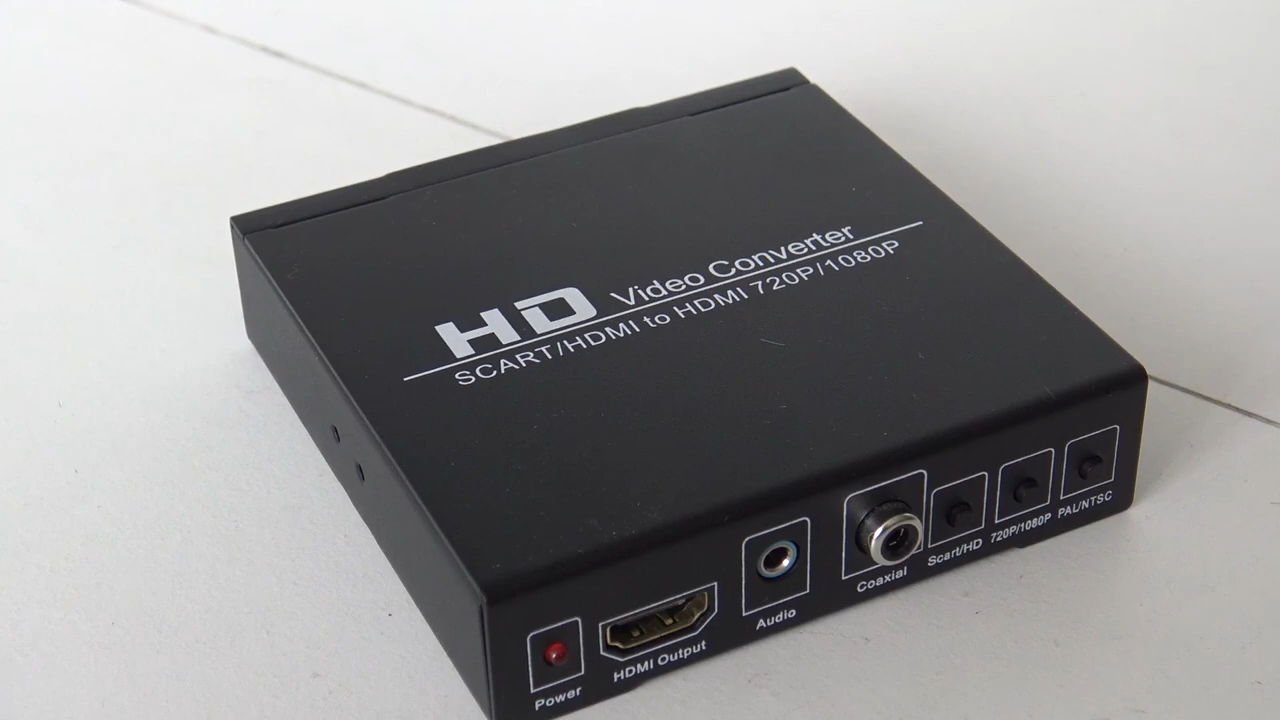 HD Video Converter
SCART/HDMI to HDMI 720P/1080P
Power
HDMI Output
Audio
Coaxial
Scart/HD
720P/1080P
PAL/NTSC